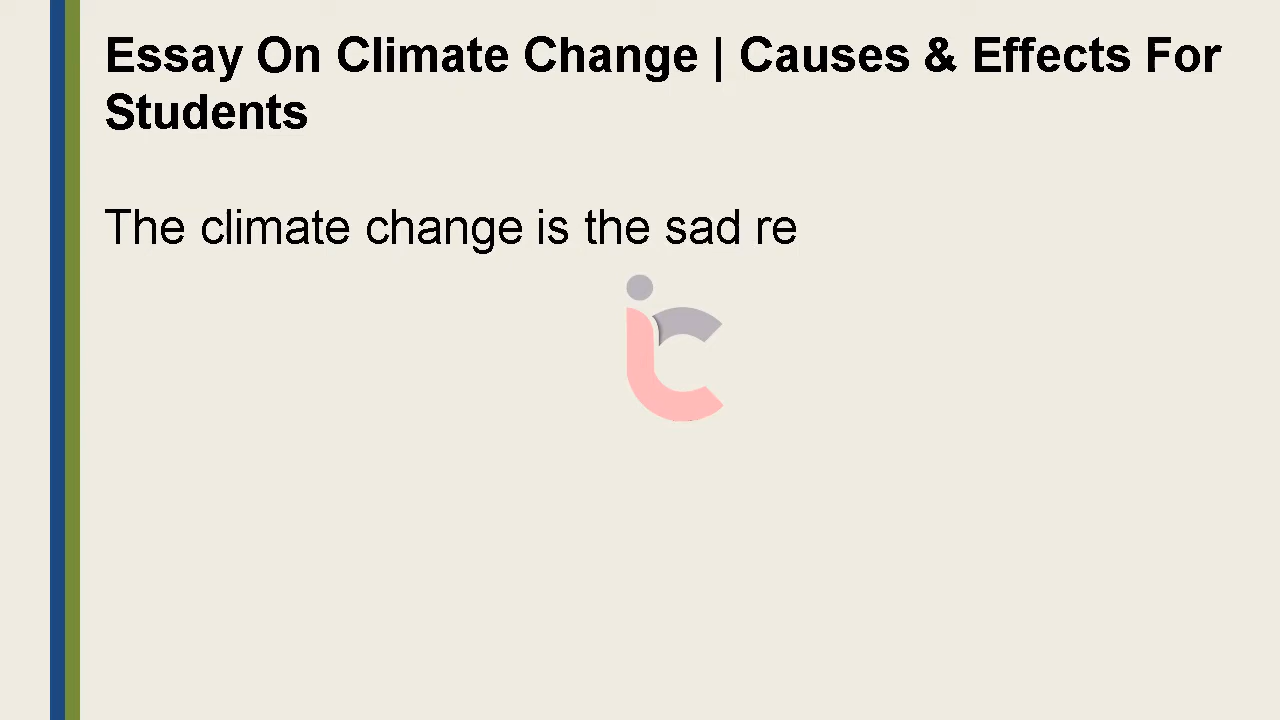 Essay On Climate Change | Causes & Effects For
Students
The climate change is the sad re